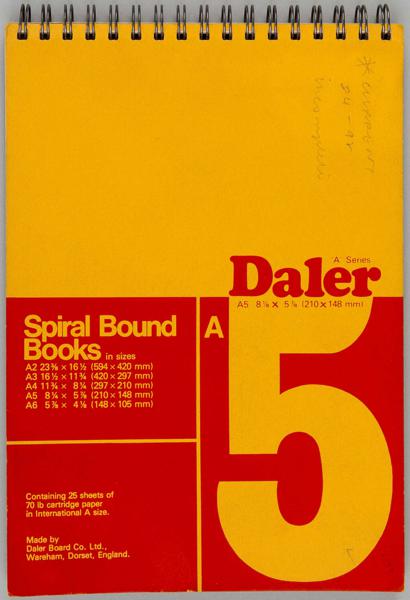 'A' Series
Daler
A5 8¼ × 5⅞ (210×148 mm)
Spiral Bound
Books in sizes
A2 23⅜ × 16½ (594×420 mm)
A3 16½ × 11¾ (420×297 mm)
A4 11¾ × 8¼ (297×210 mm)
A5 8¼ × 5⅞ (210×148 mm)
A6 5⅞ × 4⅛ (148×105 mm)
A
5
Containing 25 sheets of
70 lb cartridge paper
in International A size.
Made by
Daler Board Co. Ltd.,
Wareham, Dorset, England.